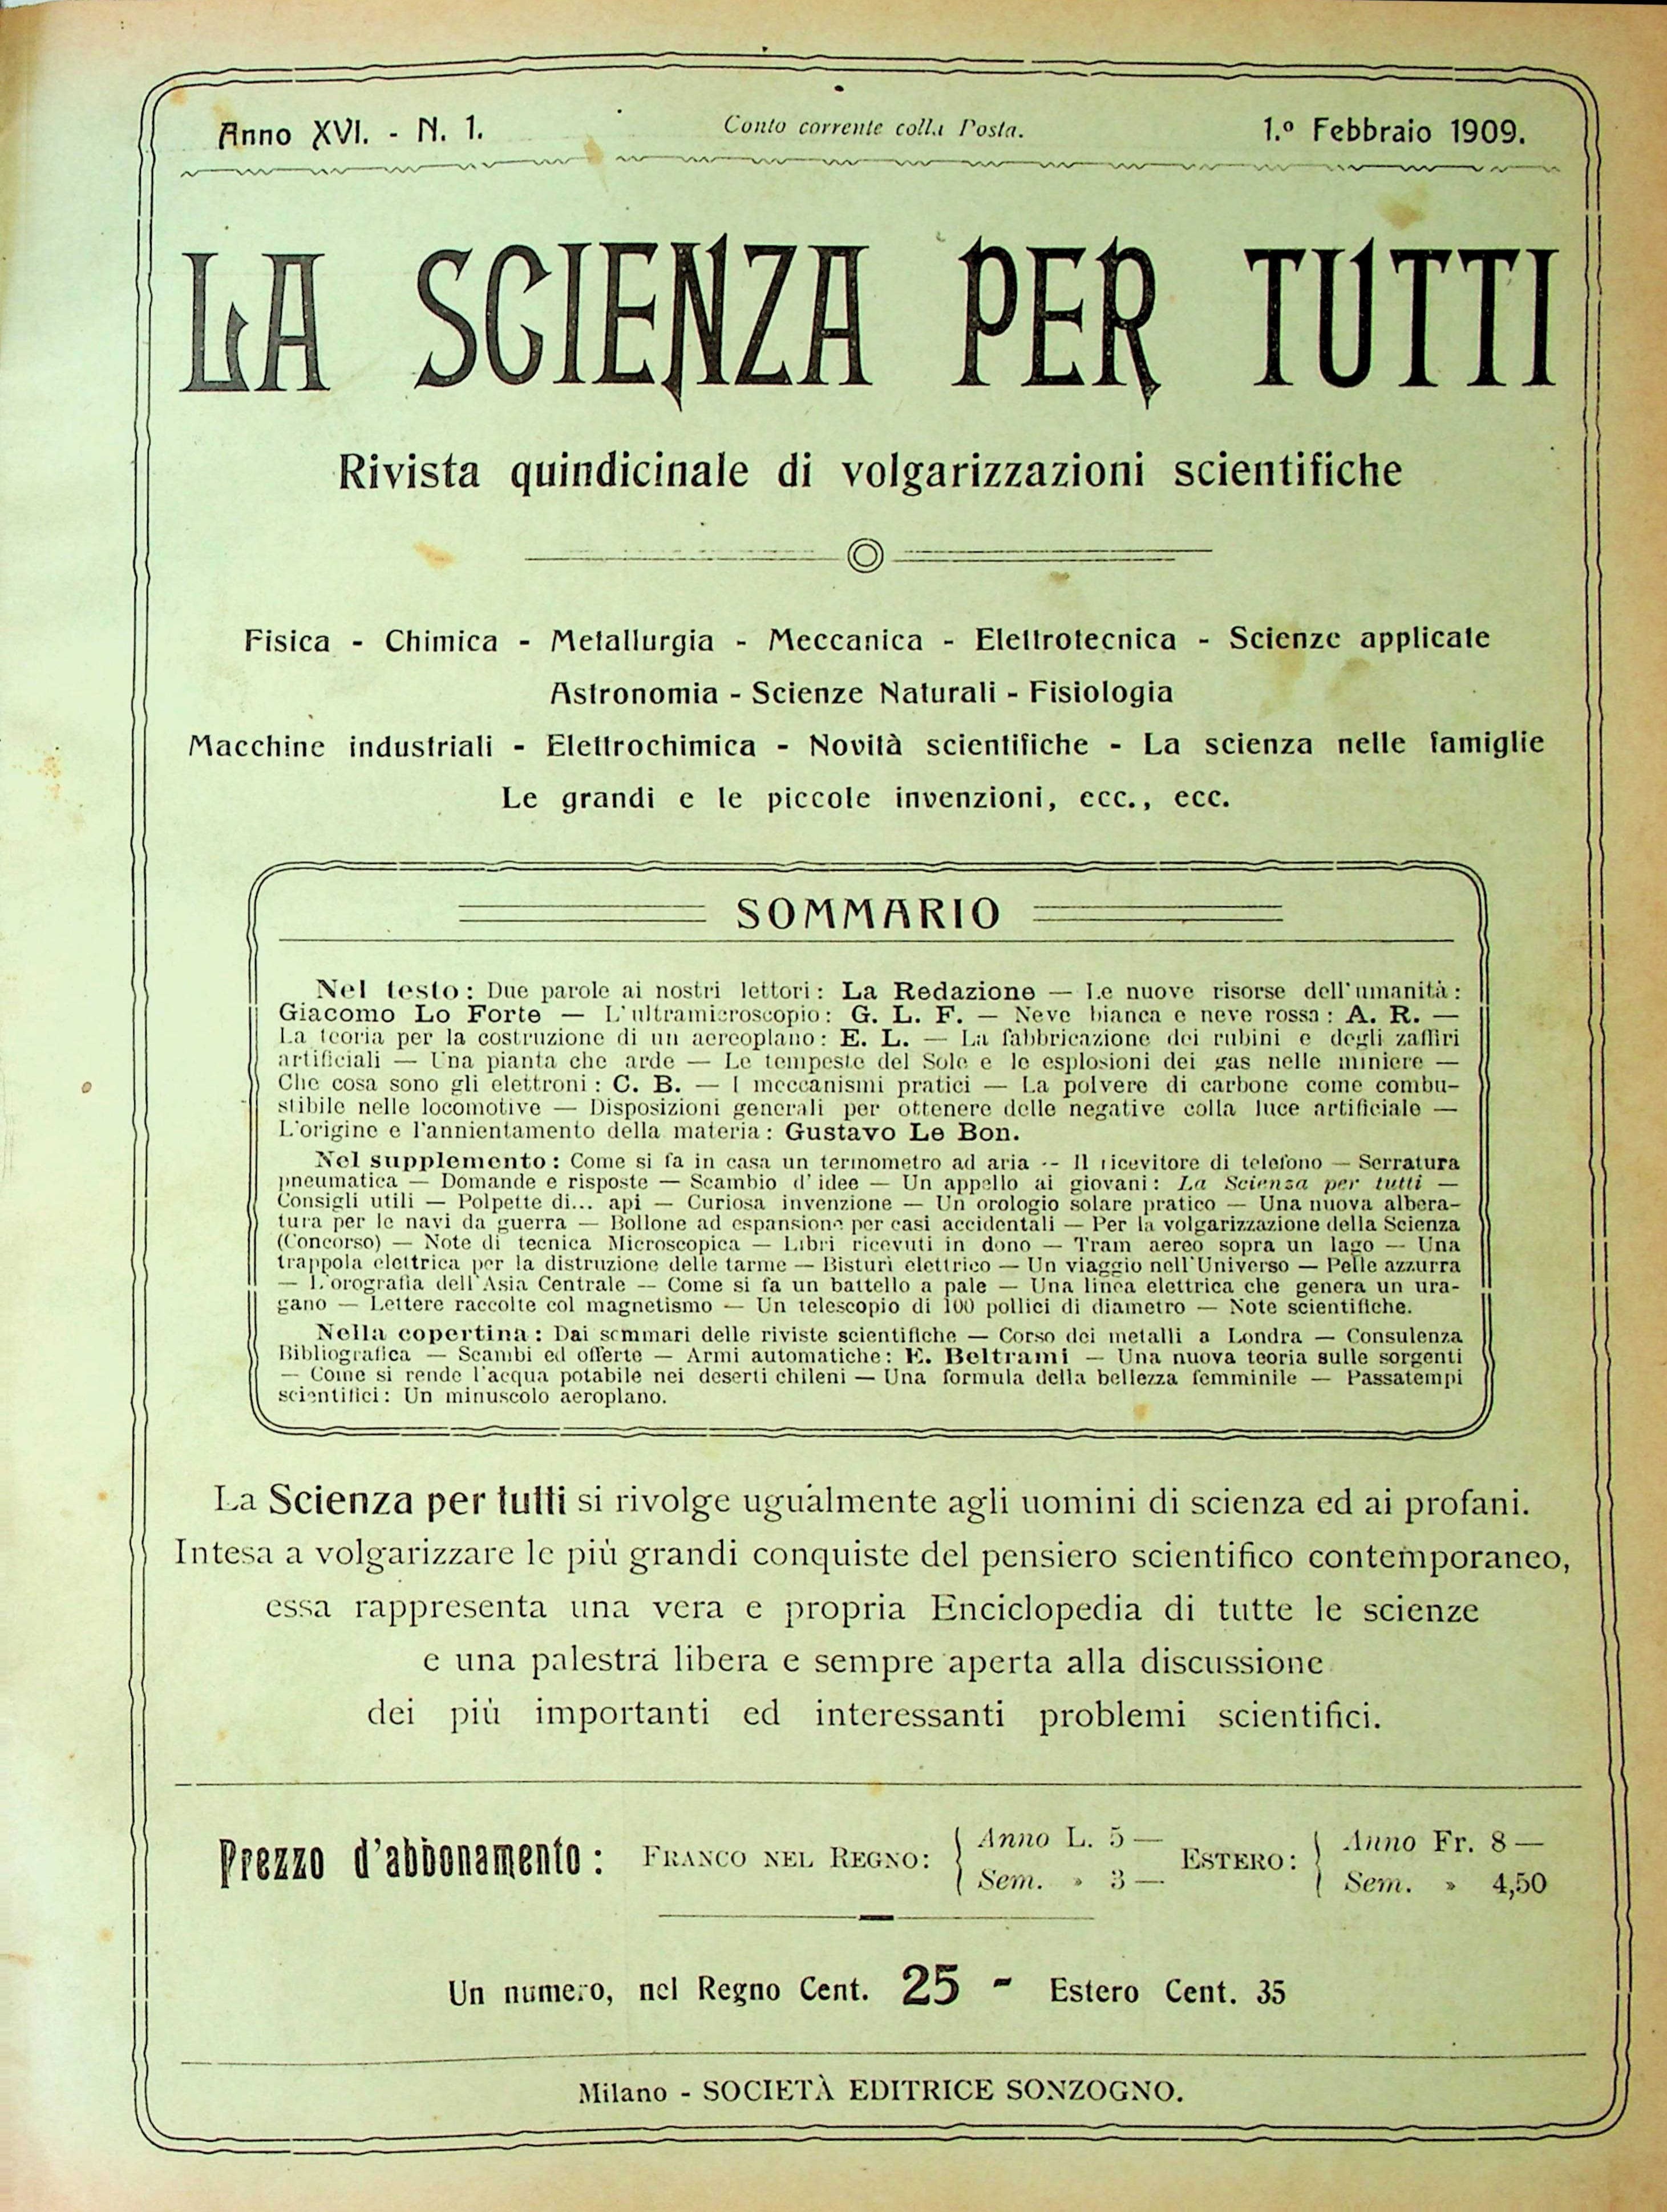 Anno XVI. - N. 1.
Conto corrente colla Posta.
1.º Febbraio 1909.
LA SCIENZA PER TUTTI
Rivista quindicinale di volgarizzazioni scientifiche
Fisica - Chimica - Metallurgia - Meccanica - Elettrotecnica - Scienze applicate
Astronomia - Scienze Naturali - Fisiologia
Macchine industriali - Elettrochimica - Novità scientifiche - La scienza nelle famiglie
Le grandi e le piccole invenzioni, ecc., ecc.
SOMMARIO
Nel testo: Due parole ai nostri lettori: La Redazione — Le nuove risorse dell'umanità:
Giacomo Lo Forte — L'ultramicroscopio: G. L. F. — Neve bianca e neve rossa: A. R. —
La teoria per la costruzione di un aereoplano: E. L. — La fabbricazione dei rubini e degli zaffiri
artificiali — Una pianta che arde — Le tempeste del Sole e le esplosioni dei gas nelle miniere —
Che cosa sono gli elettroni: C. B. — I meccanismi pratici — La polvere di carbone come combu-
stibile nelle locomotive — Disposizioni generali per ottenere delle negative colla luce artificiale —
L'origine e l'annientamento della materia: Gustavo Le Bon.
Nel supplemento: Come si fa in casa un termometro ad aria -- Il ricevitore di telefono — Serratura
pneumatica — Domande e risposte — Scambio d'idee — Un appello ai giovani: La Scienza per tutti —
Consigli utili — Polpette di... api — Curiosa invenzione — Un orologio solare pratico — Una nuova albera-
tura per le navi da guerra — Bollone ad espansione per casi accidentali — Per la volgarizzazione della Scienza
(Concorso) — Note di tecnica Microscopica — Libri ricevuti in dono — Tram aereo sopra un lago — Una
trappola elettrica per la distruzione delle tarme — Bisturi elettrico — Un viaggio nell'Universo — Pelle azzurra
— L'orografia dell'Asia Centrale — Come si fa un battello a pale — Una linea elettrica che genera un ura-
gano — Lettere raccolte col magnetismo — Un telescopio di 100 pollici di diametro — Note scientifiche.
Nella copertina: Dai sommari delle riviste scientifiche — Corso dei metalli a Londra — Consulenza
Bibliografica — Scambi ed offerte — Armi automatiche: E. Beltrami — Una nuova teoria sulle sorgenti
— Come si rende l'acqua potabile nei deserti chileni — Una formula della bellezza femminile — Passatempi
scientifici: Un minuscolo aeroplano.
La Scienza per tutti si rivolge ugualmente agli uomini di scienza ed ai profani.
Intesa a volgarizzare le più grandi conquiste del pensiero scientifico contemporaneo,
essa rappresenta una vera e propria Enciclopedia di tutte le scienze
e una palestra libera e sempre aperta alla discussione
dei più importanti ed interessanti problemi scientifici.
Prezzo d'abbonamento: FRANCO NEL REGNO: { Anno L. 5 — ESTERO: { Anno Fr. 8 —
Sem. » 3 — Sem. » 4,50
Un numero, nel Regno Cent. 25 - Estero Cent. 35
Milano - SOCIETÀ EDITRICE SONZOGNO.